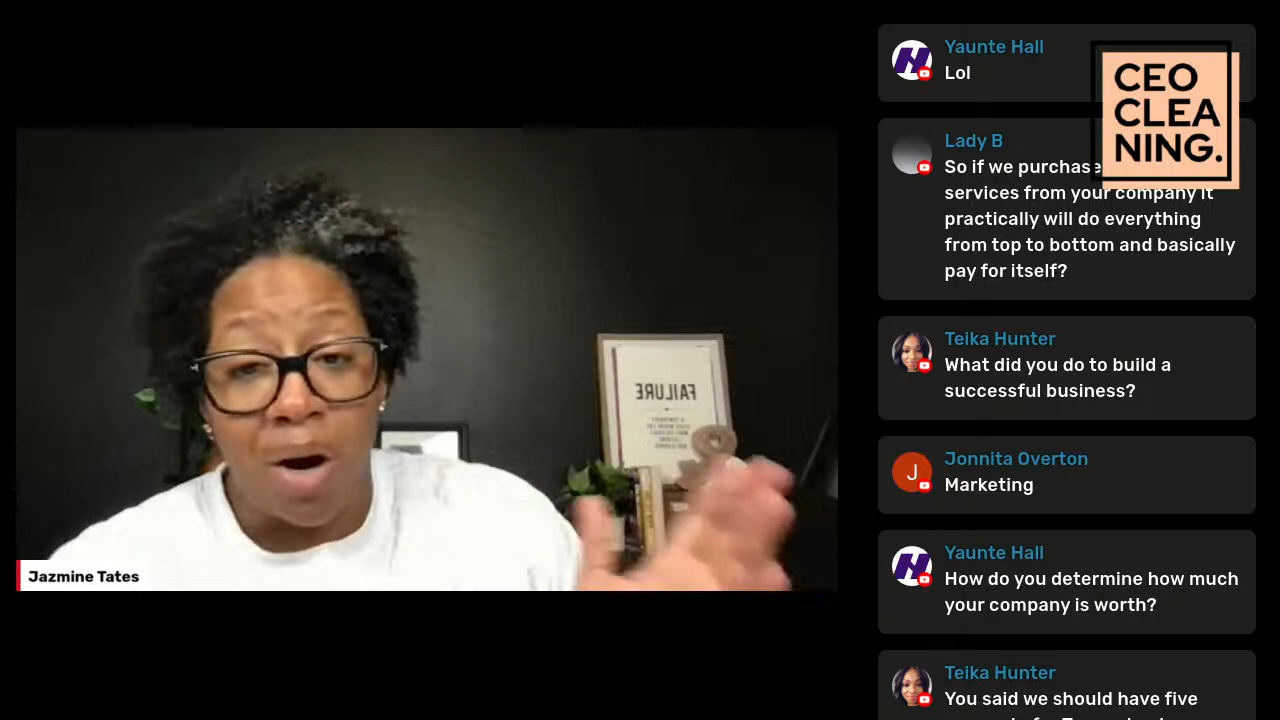 Yaunte Hall
Lol
CEO
CLEA
NING.
Lady B
So if we purchase
services from your company it
practically will do everything
from top to bottom and basically
pay for itself?
Teika Hunter
What did you do to build a
successful business?
J
Jonnita Overton
Marketing
Yaunte Hall
How do you determine how much
your company is worth?
Teika Hunter
You said we should have five
FAILURE
Jazmine Tates